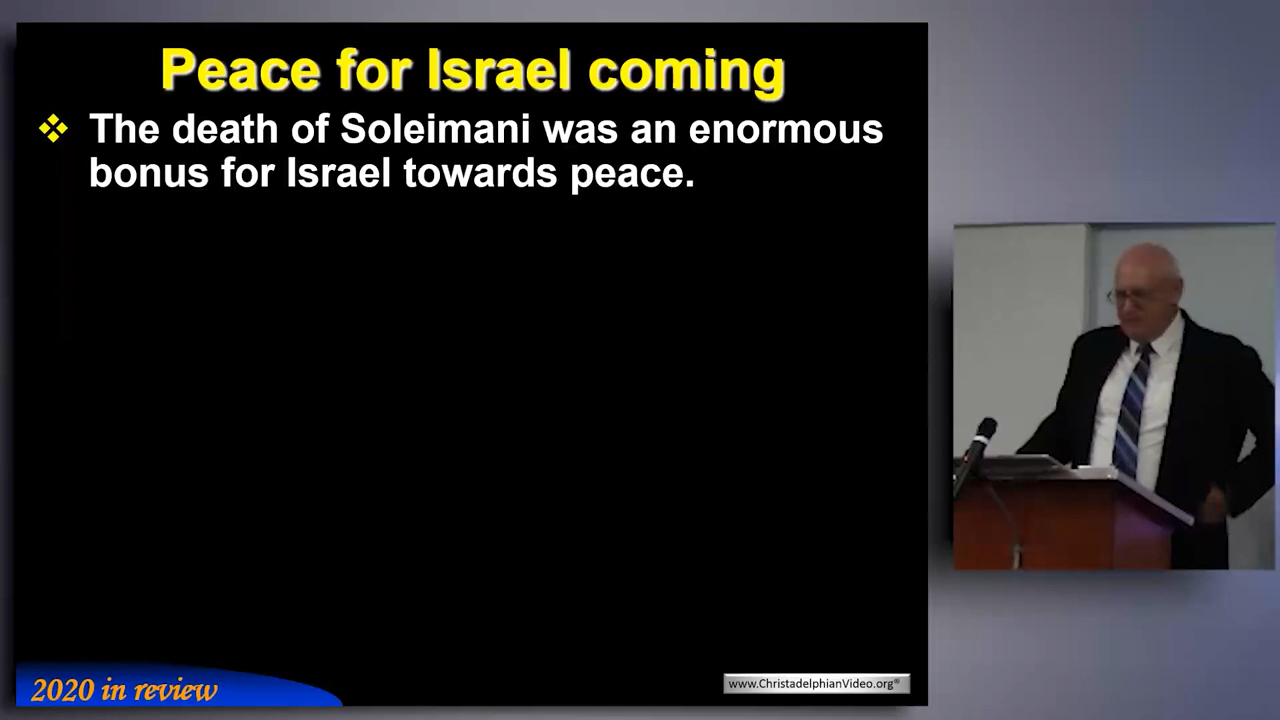 Peace for Israel coming
❖ The death of Soleimani was an enormous
bonus for Israel towards peace.
2020 in review
www.ChristadelphianVideo.org®